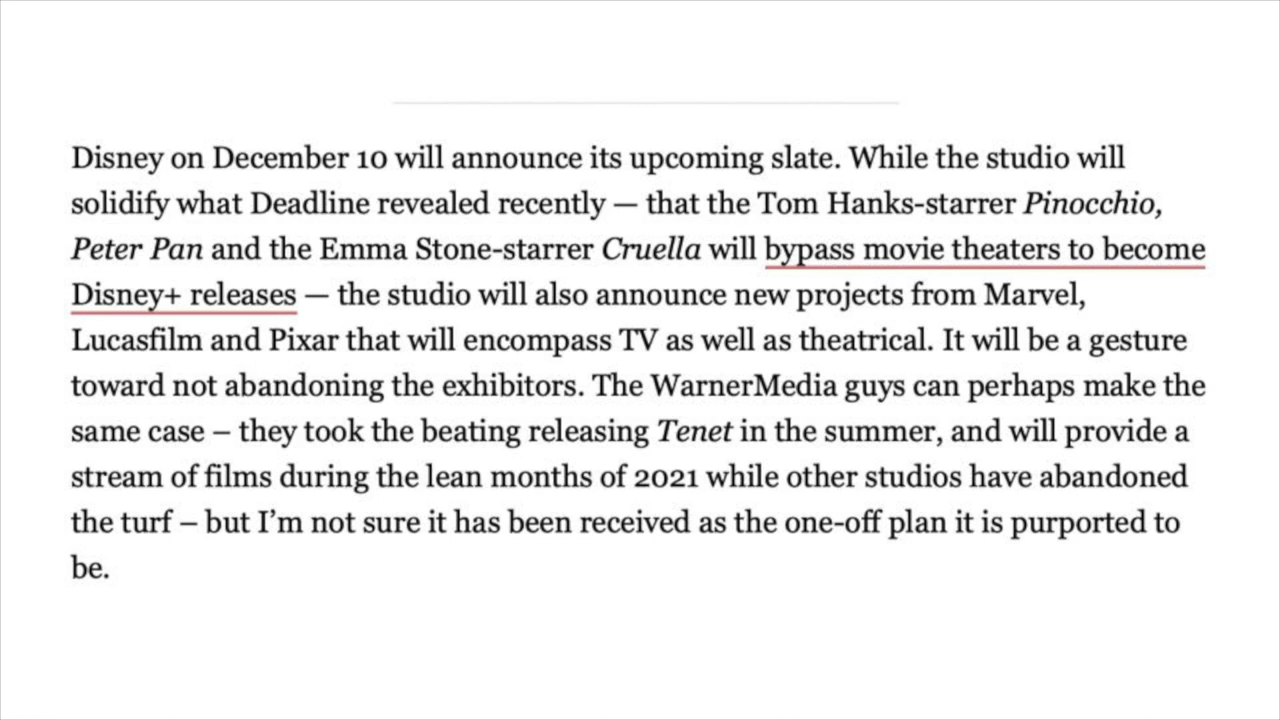 Disney on December 10 will announce its upcoming slate. While the studio will
solidify what Deadline revealed recently — that the Tom Hanks-starrer Pinocchio,
Peter Pan and the Emma Stone-starrer Cruella will bypass movie theaters to become
Disney+ releases — the studio will also announce new projects from Marvel,
Lucasfilm and Pixar that will encompass TV as well as theatrical. It will be a gesture
toward not abandoning the exhibitors. The WarnerMedia guys can perhaps make the
same case – they took the beating releasing Tenet in the summer, and will provide a
stream of films during the lean months of 2021 while other studios have abandoned
the turf – but I’m not sure it has been received as the one-off plan it is purported to
be.